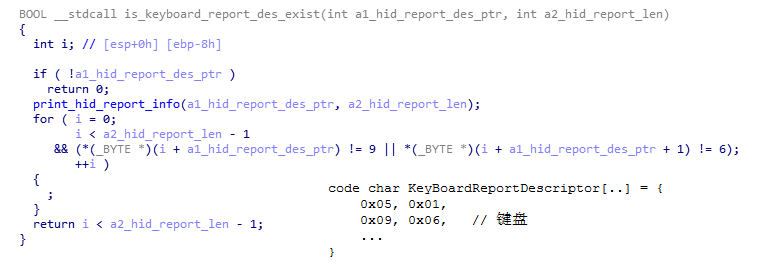 BOOL __stdcall is_keyboard_report_des_exist(int a1_hid_report_des_ptr, int a2_hid_report_len)
{
  int i; // [esp+0h] [ebp-8h]

  if ( !a1_hid_report_des_ptr )
    return 0;
  print_hid_report_info(a1_hid_report_des_ptr, a2_hid_report_len);
  for ( i = 0;
        i < a2_hid_report_len - 1
     && (*(_BYTE *)(i + a1_hid_report_des_ptr) != 9 || *(_BYTE *)(i + a1_hid_report_des_ptr + 1) != 6);
        ++i )
  {
    ;
  }
  return i < a2_hid_report_len - 1;
}
code char KeyBoardReportDescriptor[..] = {
    0x05, 0x01,
    0x09, 0x06,   // 键盘
    ...
}